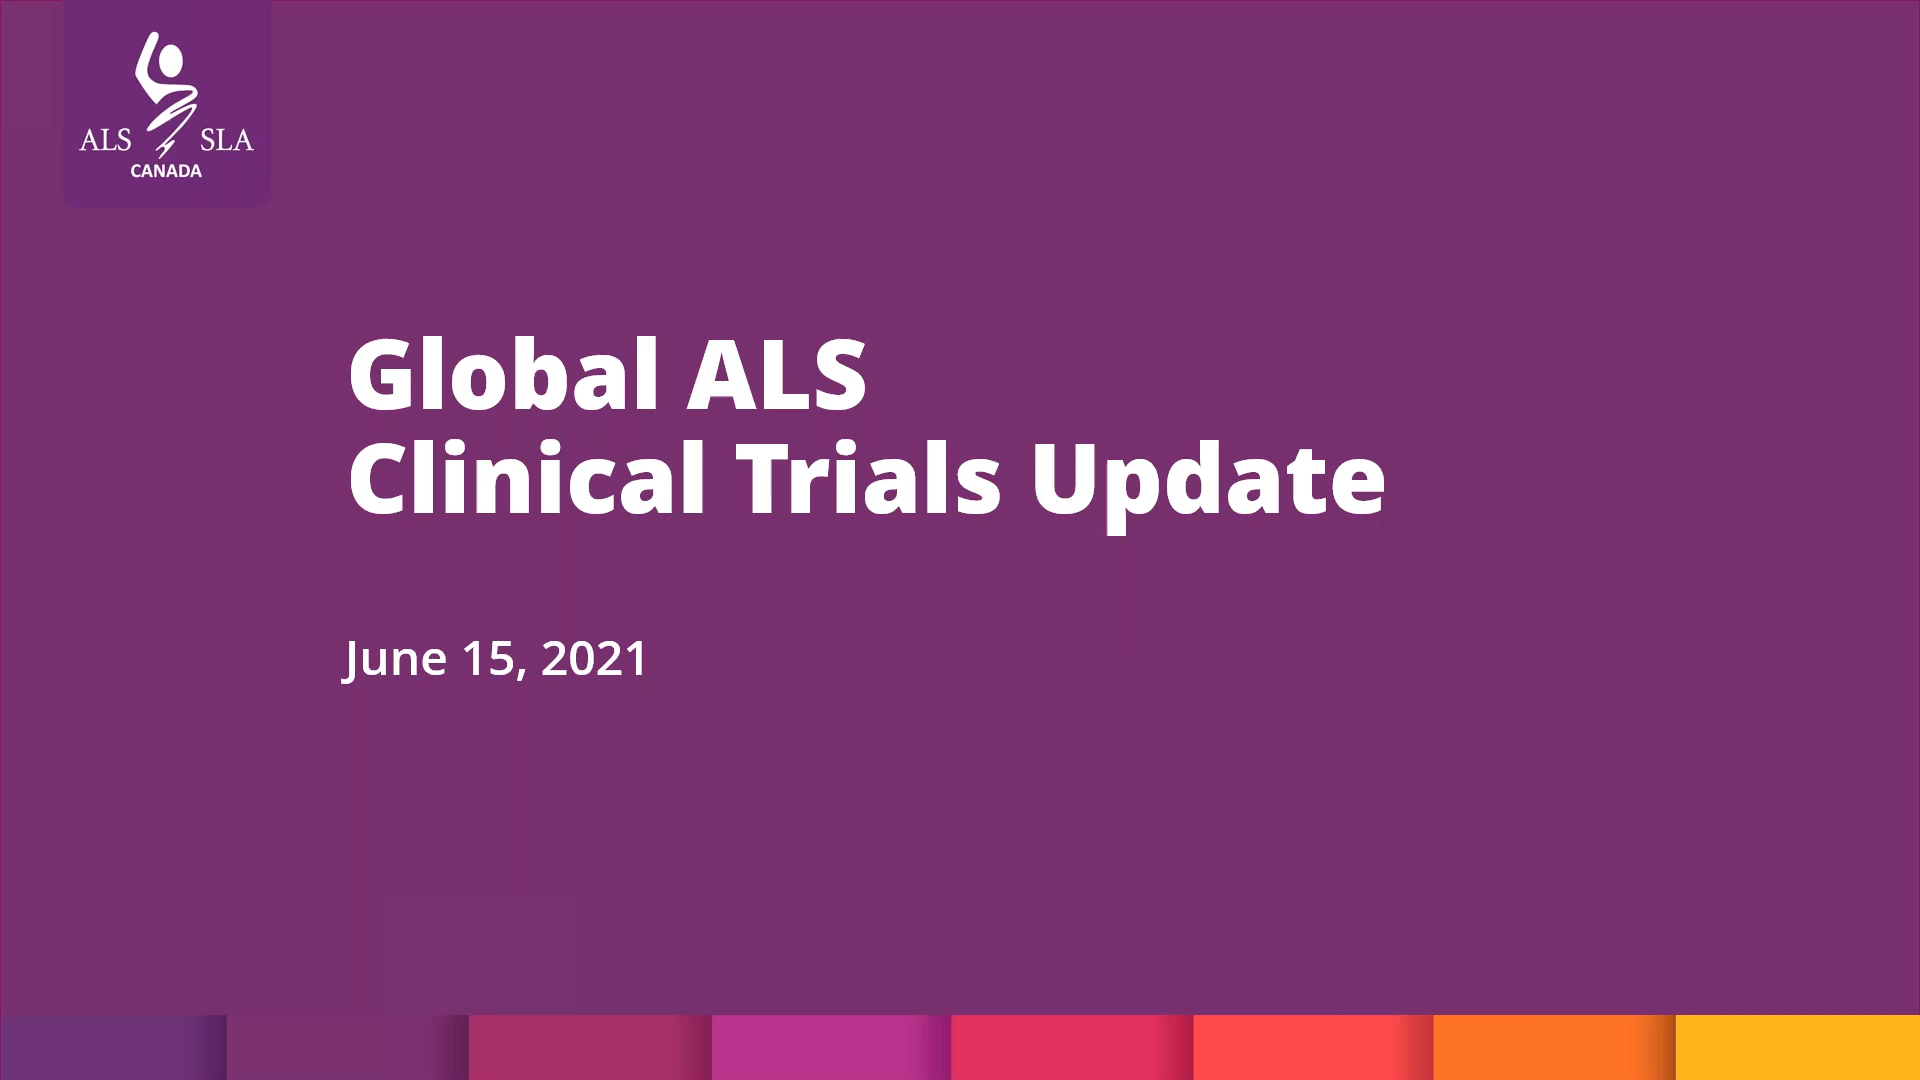 ALS SLA
CANADA
Global ALS
Clinical Trials Update
June 15, 2021